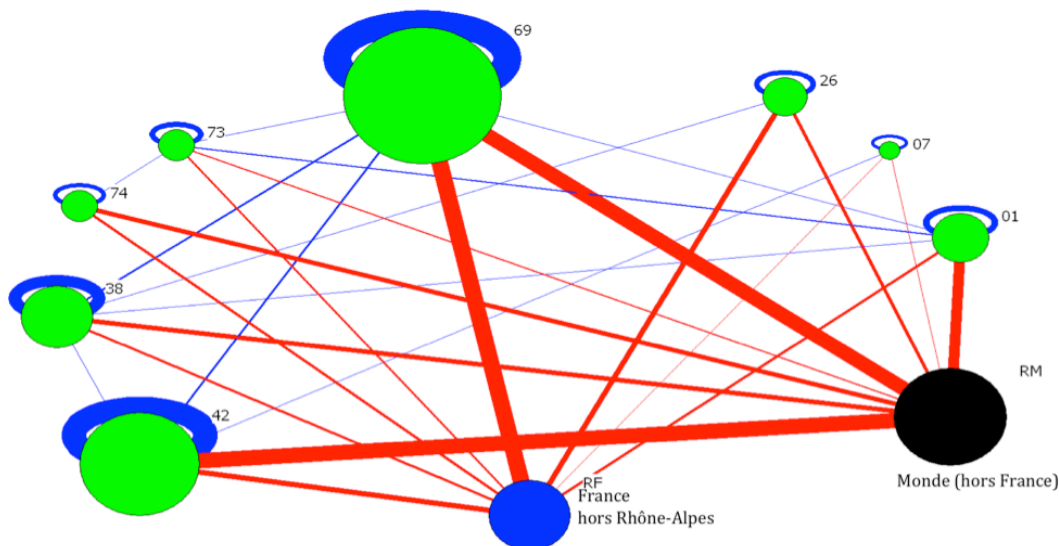 69
26
73
07
74
01
38
RM
42
Monde (hors France)
RF
France
hors Rhône-Alpes